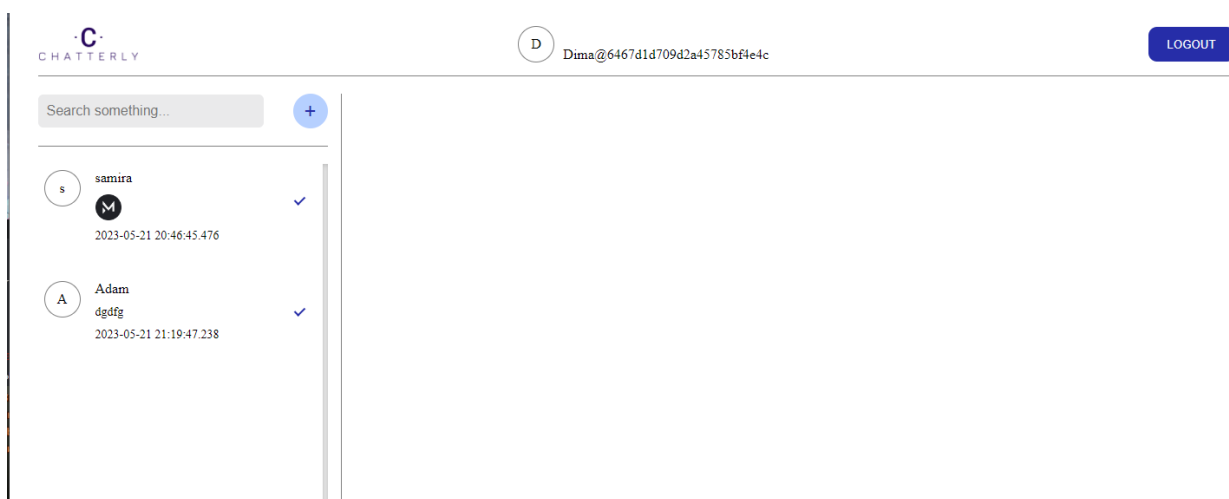 ·C·
CHATTERLY
D
Dima@6467d1d709d2a45785bf4e4c
LOGOUT
Search something...
+
s
samira
M
2023-05-21 20:46:45.476
A
Adam
dgdfg
2023-05-21 21:19:47.238